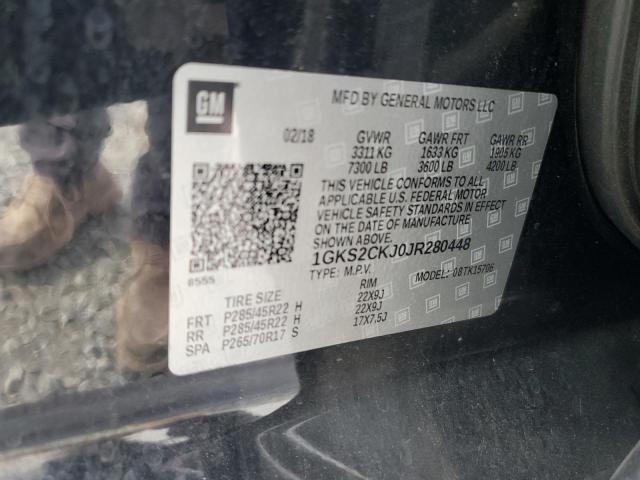 GM
MFD BY GENERAL MOTORS LLC
02/18 GVWR GAWR FRT GAWR RR
3311 KG 1633 KG 1905 KG
7300 LB 3600 LB 4200 LB
THIS VEHICLE CONFORMS TO ALL
APPLICABLE U.S. FEDERAL MOTOR
VEHICLE SAFETY STANDARDS IN EFFECT
ON THE DATE OF MANUFACTURE
SHOWN ABOVE.
1GKS2CKJ0JR280448
8555 TYPE: M.P.V. MODEL: 08TK15706
TIRE SIZE RIM
FRT P285/45R22 H 22X9J
RR P285/45R22 H 22X9J
SPA P265/70R17 S 17X7.5J